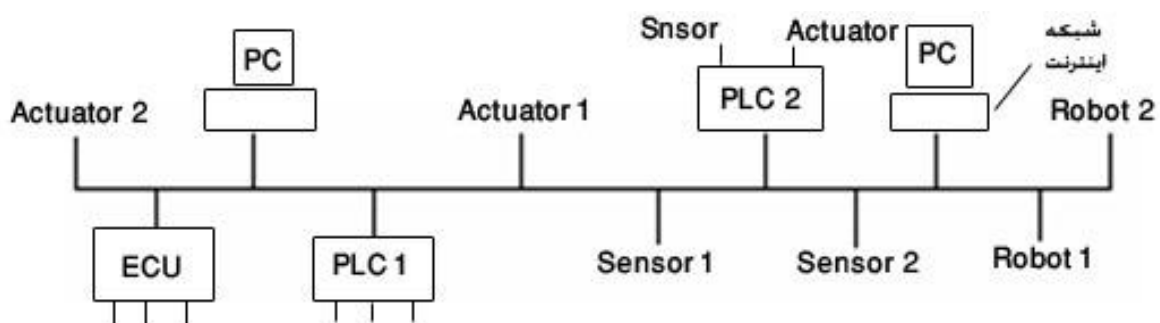 Snsor
Actuator
شبکه
اینترنت
PC
PC
Actuator 2
Actuator 1
PLC 2
Robot 2
ECU
PLC 1
Sensor 1
Sensor 2
Robot 1